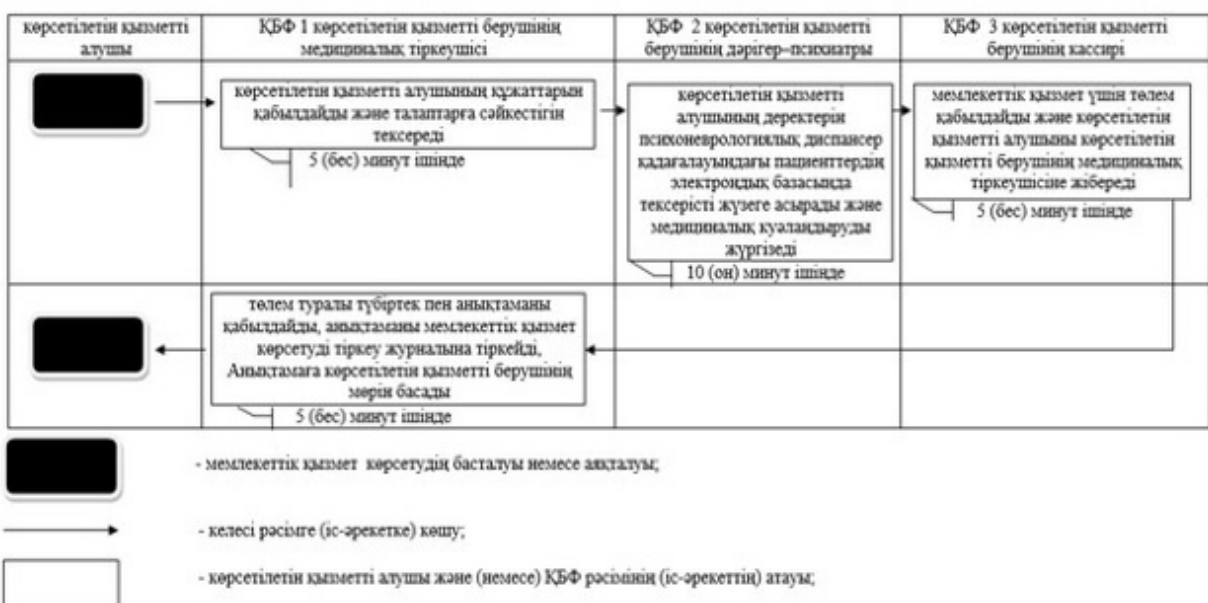 көрсетілетін қызметті
алушы
ҚБФ 1 көрсетілетін қызметті берушінің
медициналық тіркеушісі
ҚБФ 2 көрсетілетін қызметті
берушінің дәрігер–психиатры
ҚБФ 3 көрсетілетін қызметті
берушінің кассирі
көрсетілетін қызметті алушының құжаттарын
қабылдайды және талаптарға сәйкестігін
тексереді
5 (бес) минут ішінде
көрсетілетін қызметті
алушының деректерін
психоневрологиялық диспансер
қадағалауындағы пациенттердің
электрондық базасында
тексерісті жүзеге асырады және
медициналық куәландыруды
жүргізеді
10 (он) минут ішінде
мемлекеттік қызмет үшін төлем
қабылдайды және көрсетілетін
қызметті алушыны көрсетілетін
қызметті берушінің медициналық
тіркеушісіне жібереді
5 (бес) минут ішінде
төлем туралы түбіртек пен анықтаманы
қабылдайды, анықтаманы мемлекеттік қызмет
көрсетуді тіркеу журналына тіркейді,
Анықтамаға көрсетілетін қызметті берушінің
мөрін басады
5 (бес) минут ішінде
- мемлекеттік қызмет көрсетудің басталуы немесе аяқталуы;
- келесі рәсімге (іс-әрекетке) көшу;
- көрсетілетін қызметті алушы және (немесе) ҚБФ рәсімінің (іс-әрекеттің) атауы;